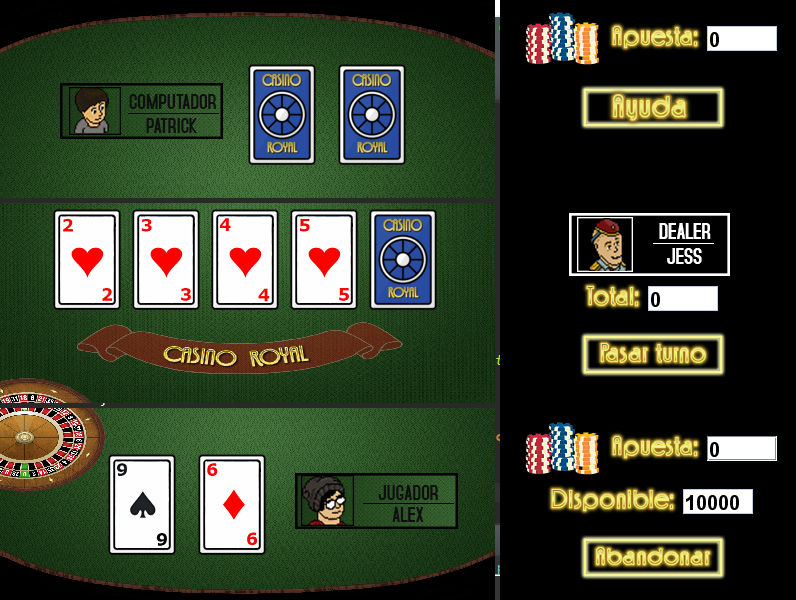 Apuesta: 0
Ayuda
COMPUTADOR
PATRICK
CASINO
ROYAL
CASINO
ROYAL
2
2
3
3
4
4
5
5
CASINO
ROYAL
DEALER
JESS
Total: 0
CASINO ROYAL
Pasar turno
9
9
6
6
JUGADOR
ALEX
Apuesta: 0
Disponible: 10000
Abandonar